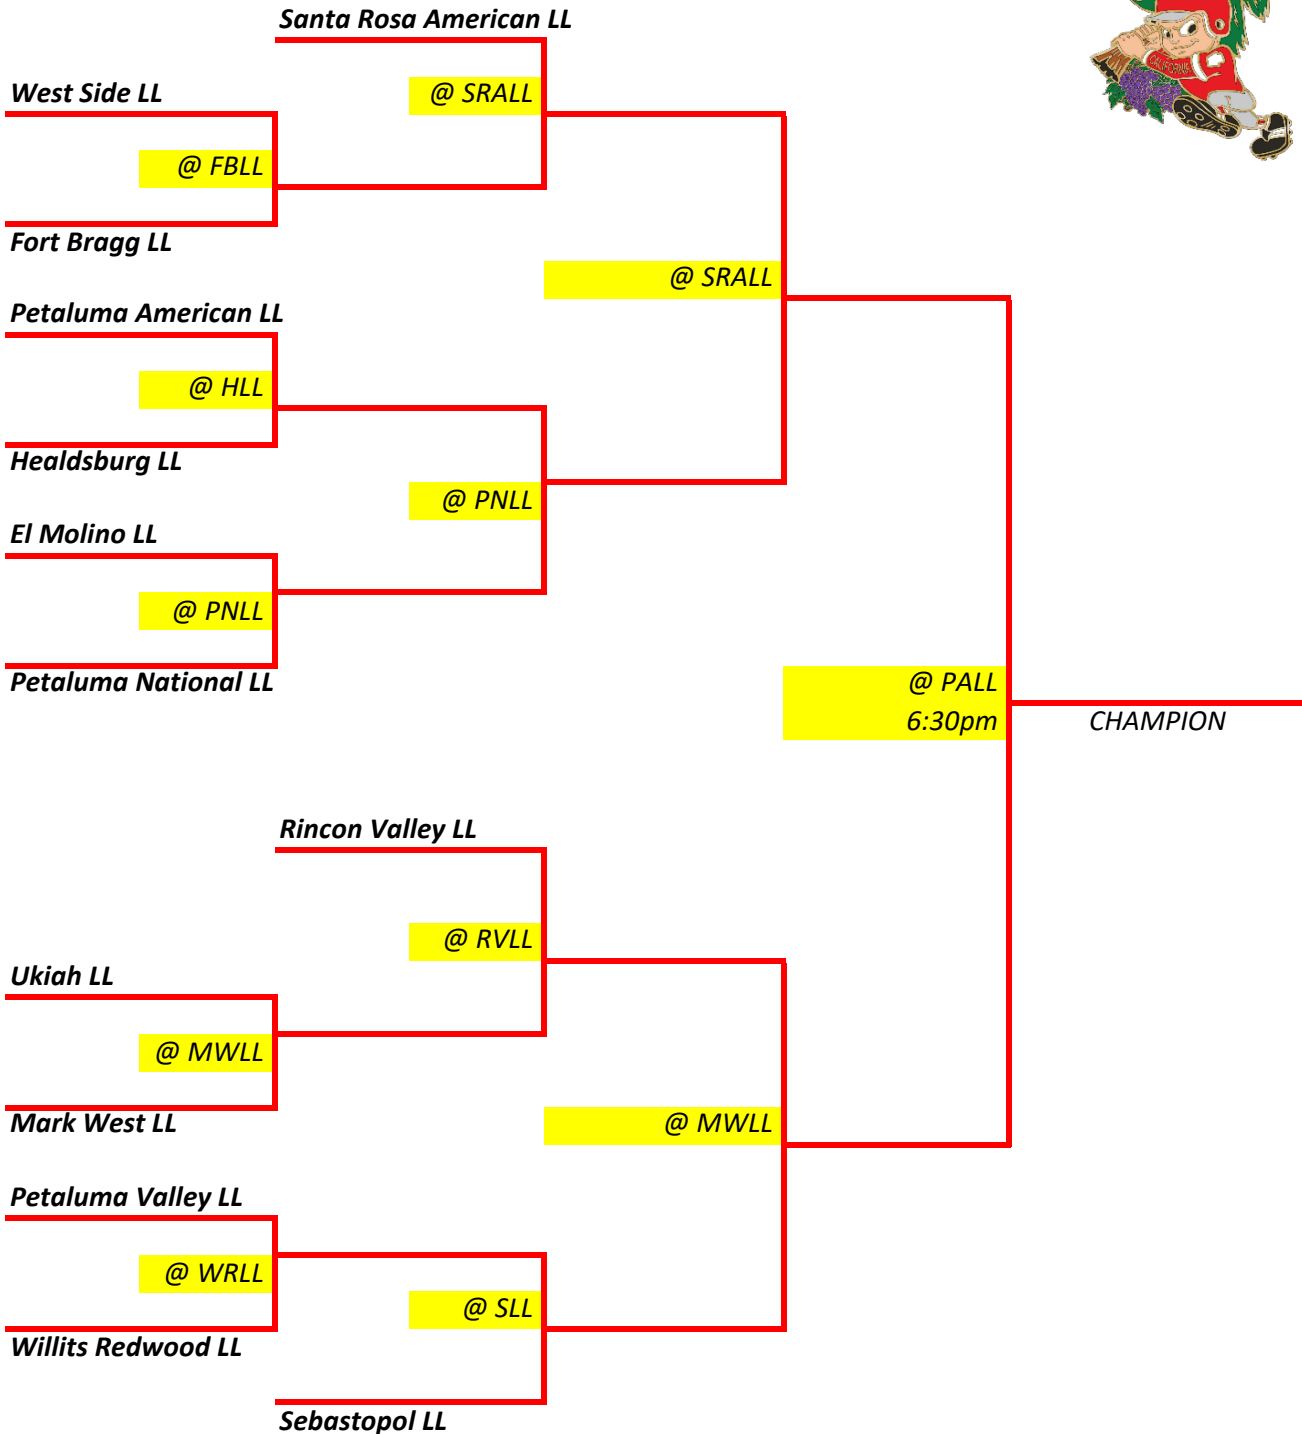 Santa Rosa American LL
West Side LL
@ SRALL
@ FBLL
Fort Bragg LL
@ SRALL
Petaluma American LL
@ HLL
Healdsburg LL
@ PNLL
El Molino LL
@ PNLL
Petaluma National LL
@ PALL
6:30pm
CHAMPION
Rincon Valley LL
@ RVLL
Ukiah LL
@ MWLL
Mark West LL
@ MWLL
Petaluma Valley LL
@ WRLL
@ SLL
Willits Redwood LL
Sebastopol LL
CALIFORNIA